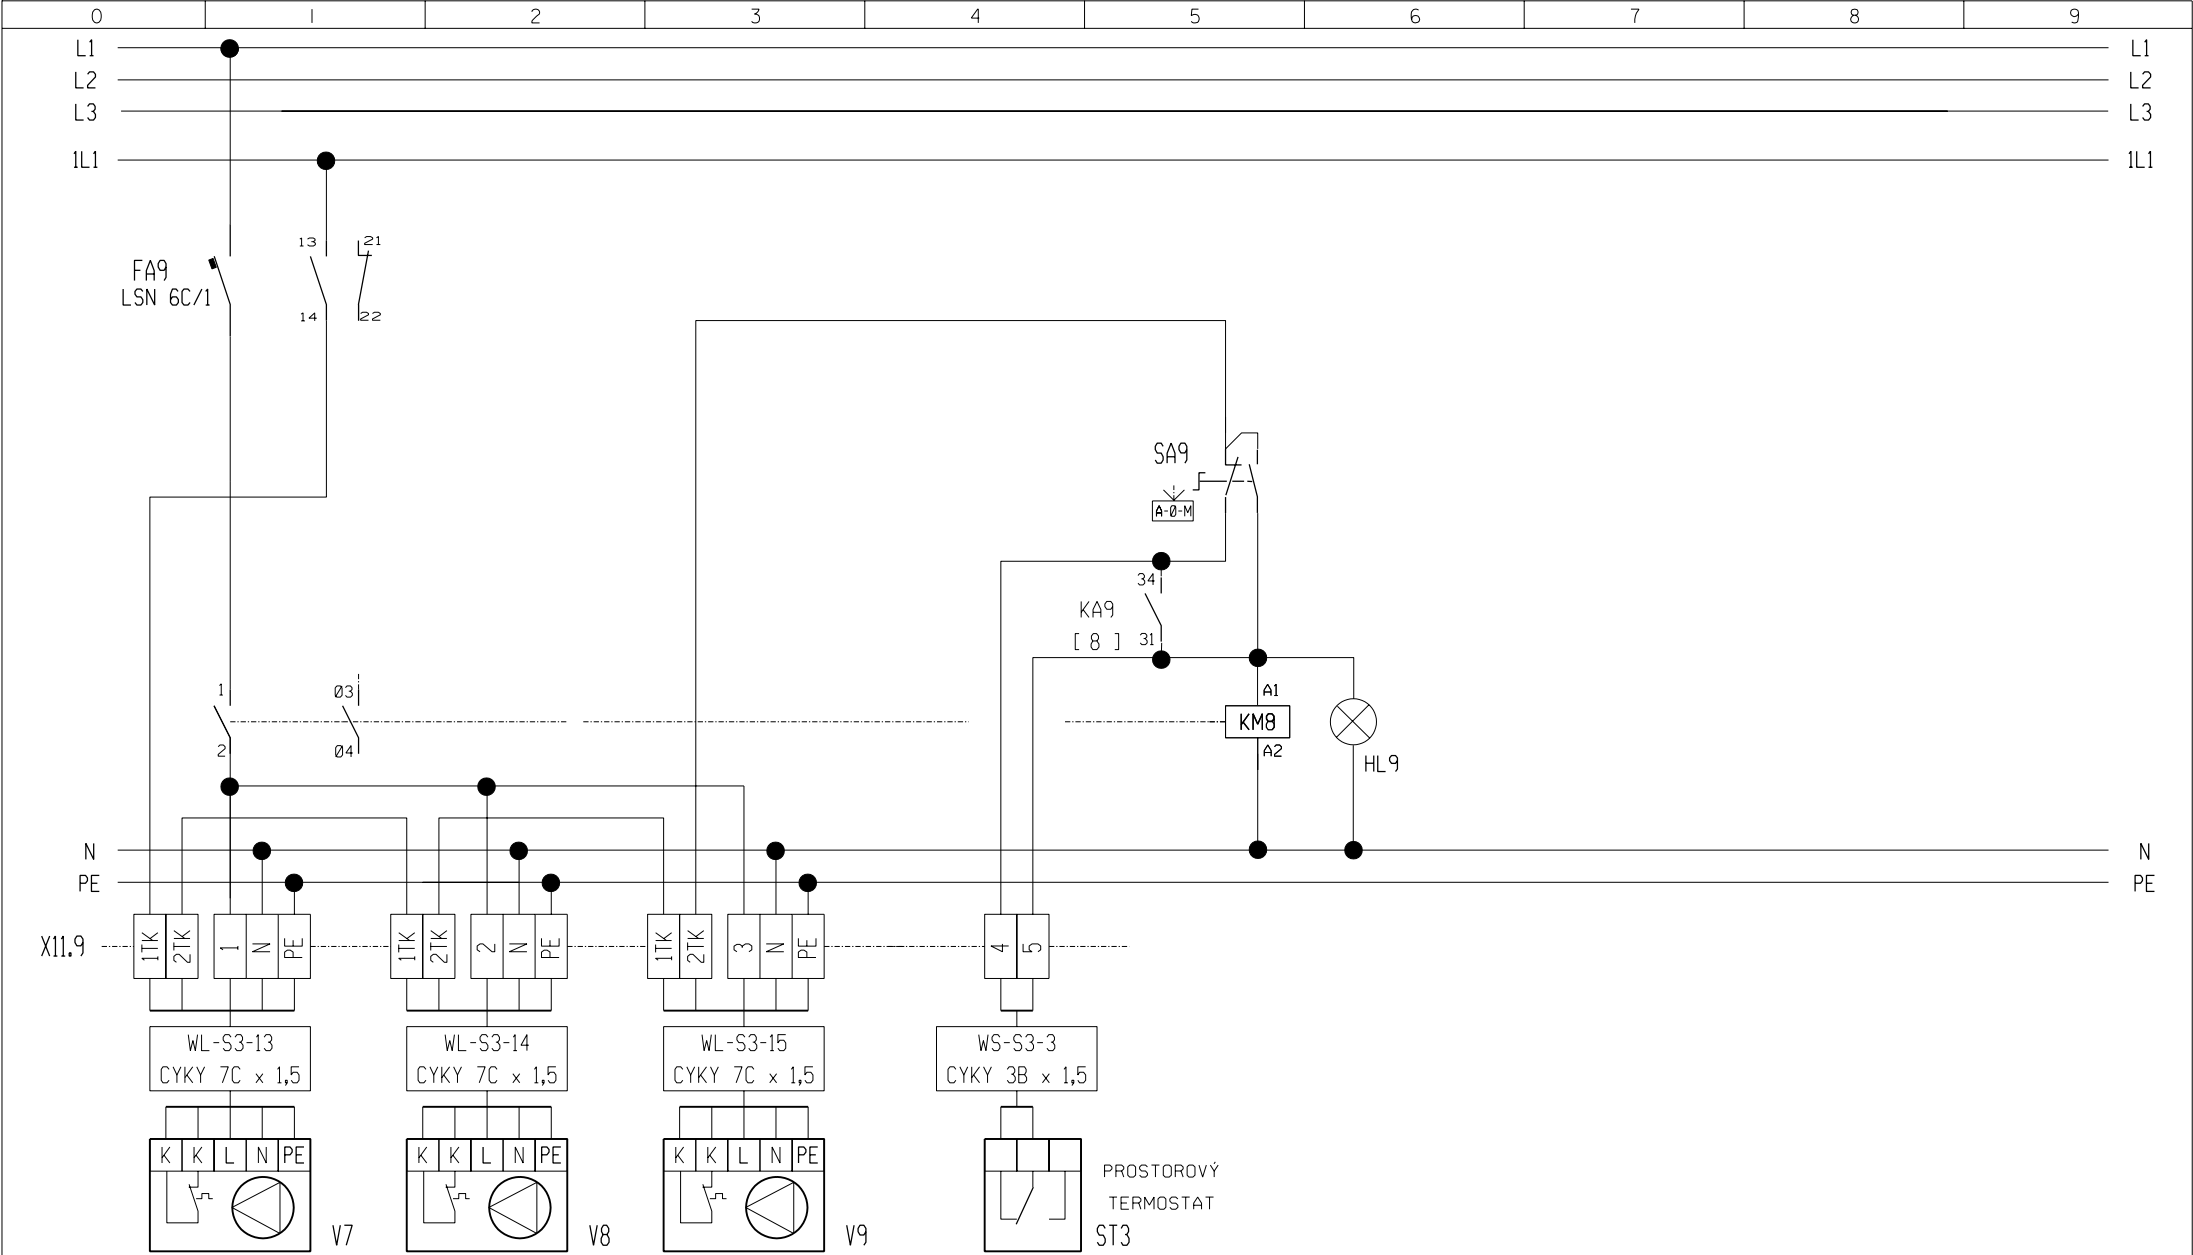 0 1 2 3 4 5 6 7 8 9
L1 L1
L2 L2
L3 L3
1L1 1L1
13 21
FA9
LSN 6C/1
14 22
SA9
A-0-M
34
KA9
[ 8 ] 31
1 03 A1
KM8
2 04 A2
HL9
N N
PE PE
X11.9 1TK 2TK 1 N PE 1TK 2TK 2 N PE 1TK 2TK 3 N PE 4 5
WL-S3-13 WL-S3-14 WL-S3-15 WS-S3-3
CYKY 7C x 1,5 CYKY 7C x 1,5 CYKY 7C x 1,5 CYKY 3B x 1,5
K K L N PE K K L N PE K K L N PE
PROSTOROVÝ
TERMOSTAT
V7 V8 V9 ST3